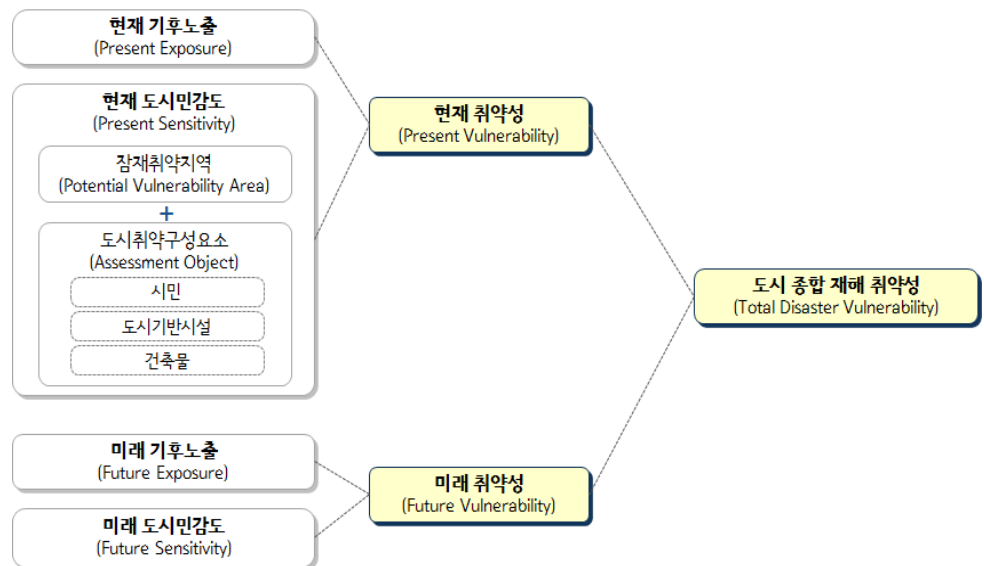 현재 기후노출
(Present Exposure)
현재 도시민감도
(Present Sensitivity)
잠재취약지역
(Potential Vulnerability Area)
+
도시취약구성요소
(Assessment Object)
시민
도시기반시설
건축물
미래 기후노출
(Future Exposure)
미래 도시민감도
(Future Sensitivity)
현재 취약성
(Present Vulnerability)
미래 취약성
(Future Vulnerability)
도시 종합 재해 취약성
(Total Disaster Vulnerability)